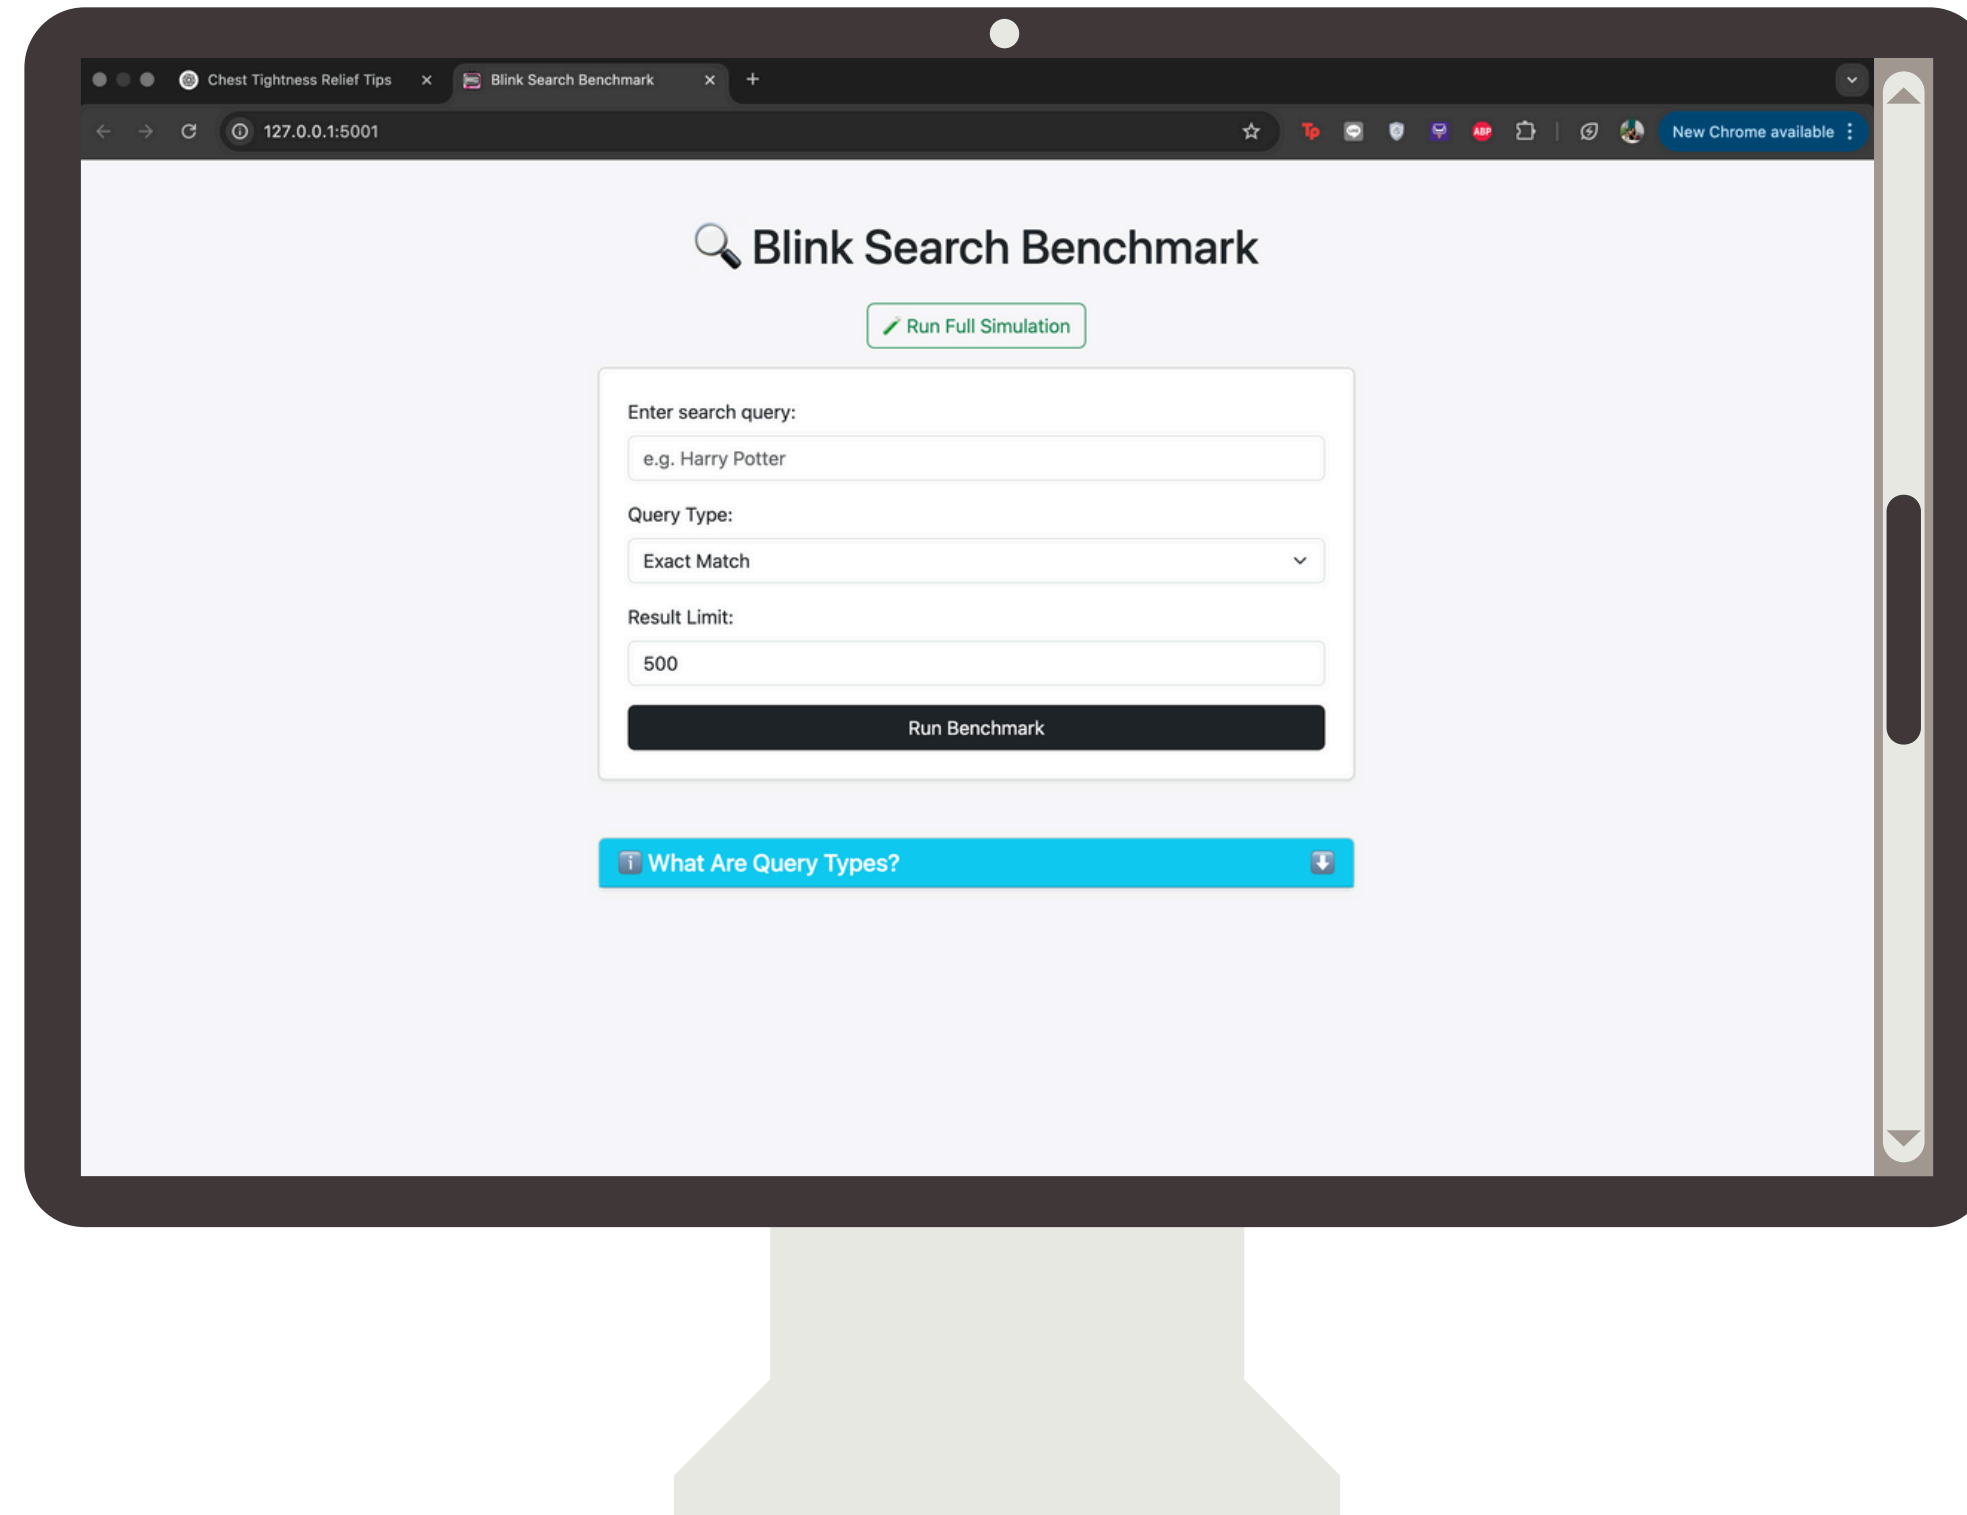 Chest Tightness Relief Tips
Blink Search Benchmark
127.0.0.1:5001
Tp
ABP
New Chrome available
Blink Search Benchmark
Run Full Simulation
Enter search query:
e.g. Harry Potter
Query Type:
Exact Match
Result Limit:
500
Run Benchmark
What Are Query Types?